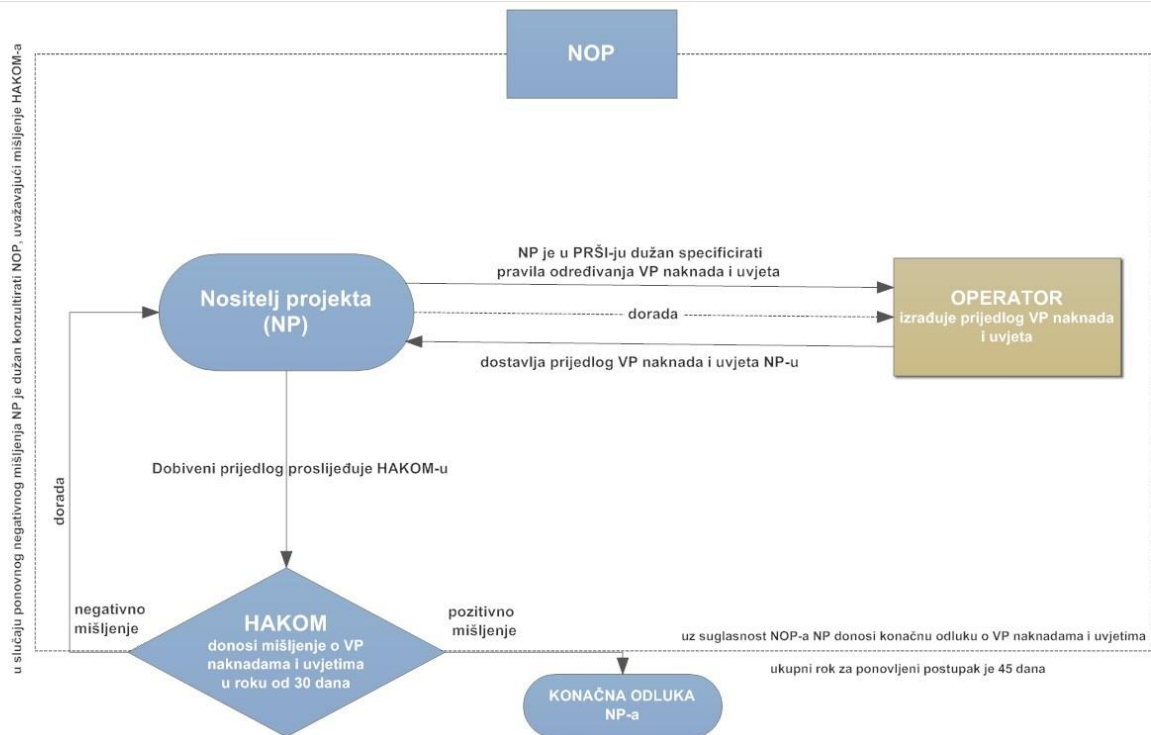 u slučaju ponovnog negativnog mišljenja NP je dužan konzultirati NOP, uvažavajući mišljenje HAKOM-a
NOP
NP je u PRŠI-ju dužan specificirati
pravila određivanja VP naknada i uvjeta
Nositelj projekta
(NP)
dorada
OPERATOR
izrađuje prijedlog VP naknada
i uvjeta
dostavlja prijedlog VP naknada i uvjeta NP-u
Dobiveni prijedlog proslijeđuje HAKOM-u
dorada
negativno
mišljenje
HAKOM
donosi mišljenje o VP
naknadama i uvjetima
u roku od 30 dana
pozitivno
mišljenje
uz suglasnost NOP-a NP donosi konačnu odluku o VP naknadama i uvjetima
ukupni rok za ponovljeni postupak je 45 dana
KONAČNA ODLUKA
NP-a